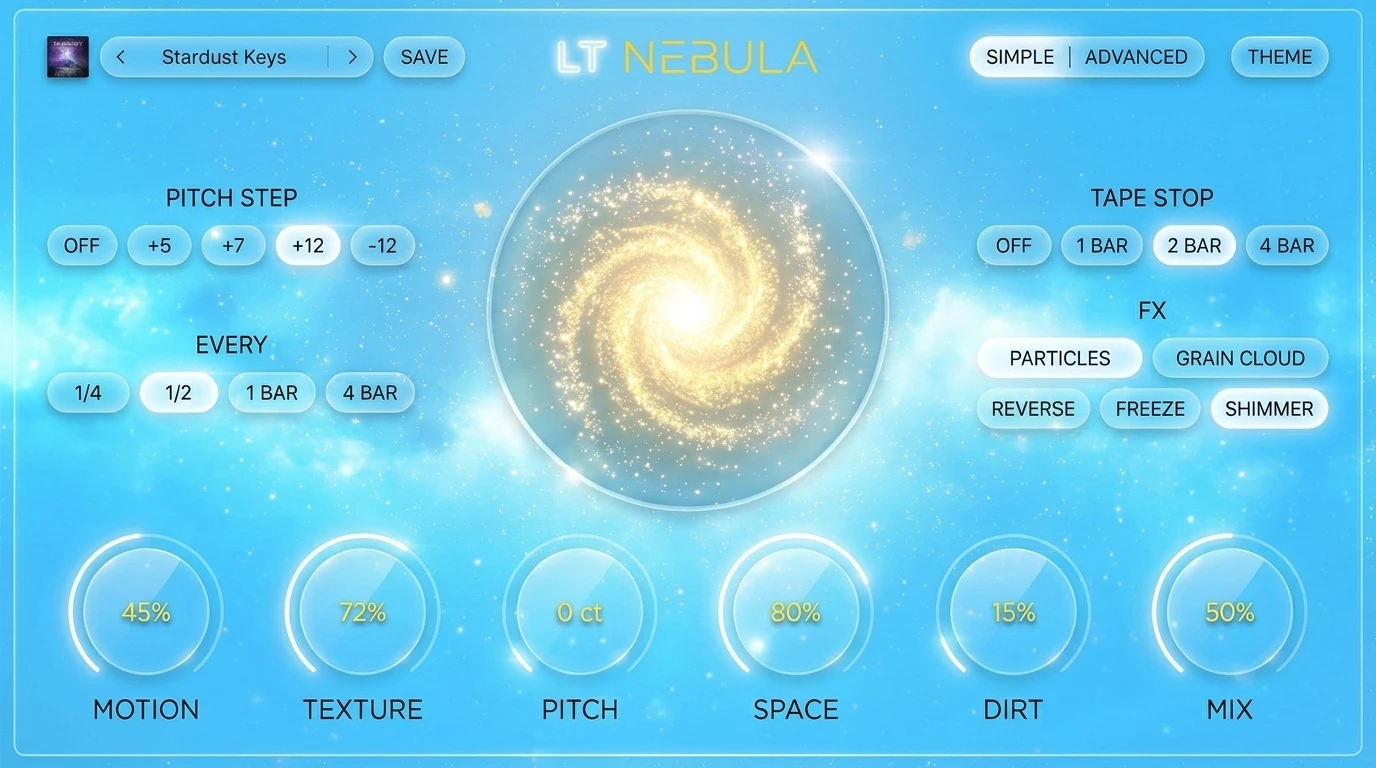 Stardust Keys
SAVE
LT NEBULA
SIMPLE | ADVANCED
THEME
PITCH STEP
OFF +5 +7 +12 -12
EVERY
1/4 1/2 1 BAR 4 BAR
TAPE STOP
OFF 1 BAR 2 BAR 4 BAR
FX
PARTICLES GRAIN CLOUD
REVERSE FREEZE SHIMMER
45% 72% 0 ct 80% 15% 50%
MOTION TEXTURE PITCH SPACE DIRT MIX